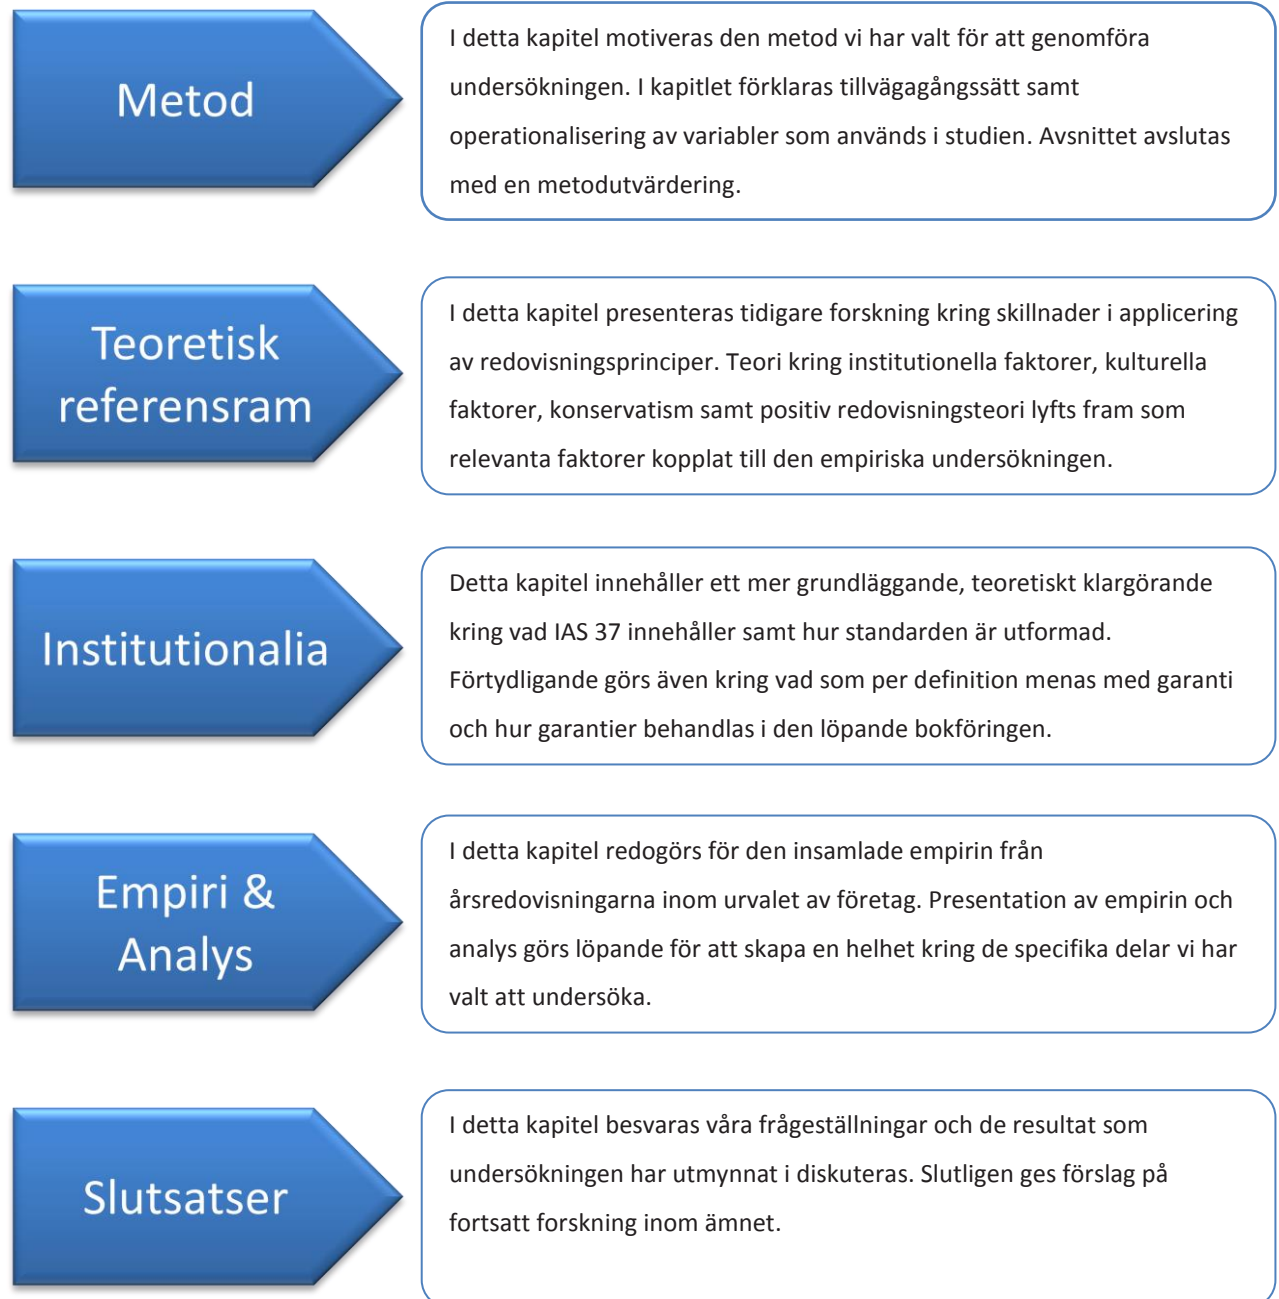 Metod
I detta kapitel motiveras den metod vi har valt för att genomföra
undersökningen. I kapitlet förklaras tillvägagångssätt samt
operationalisering av variabler som används i studien. Avsnittet avslutas
med en metodutvärdering.
Teoretisk
referensram
I detta kapitel presenteras tidigare forskning kring skillnader i applicering
av redovisningsprinciper. Teori kring institutionella faktorer, kulturella
faktorer, konservatism samt positiv redovisningsteori lyfts fram som
relevanta faktorer kopplat till den empiriska undersökningen.
Institutionalia
Detta kapitel innehåller ett mer grundläggande, teoretiskt klargörande
kring vad IAS 37 innehåller samt hur standarden är utformad.
Förtydligande görs även kring vad som per definition menas med garanti
och hur garantier behandlas i den löpande bokföringen.
Empiri &
Analys
I detta kapitel redogörs för den insamlade empirin från
årsredovisningarna inom urvalet av företag. Presentation av empirin och
analys görs löpande för att skapa en helhet kring de specifika delar vi har
valt att undersöka.
Slutsatser
I detta kapitel besvaras våra frågeställningar och de resultat som
undersökningen har utmynnat i diskuteras. Slutligen ges förslag på
fortsatt forskning inom ämnet.